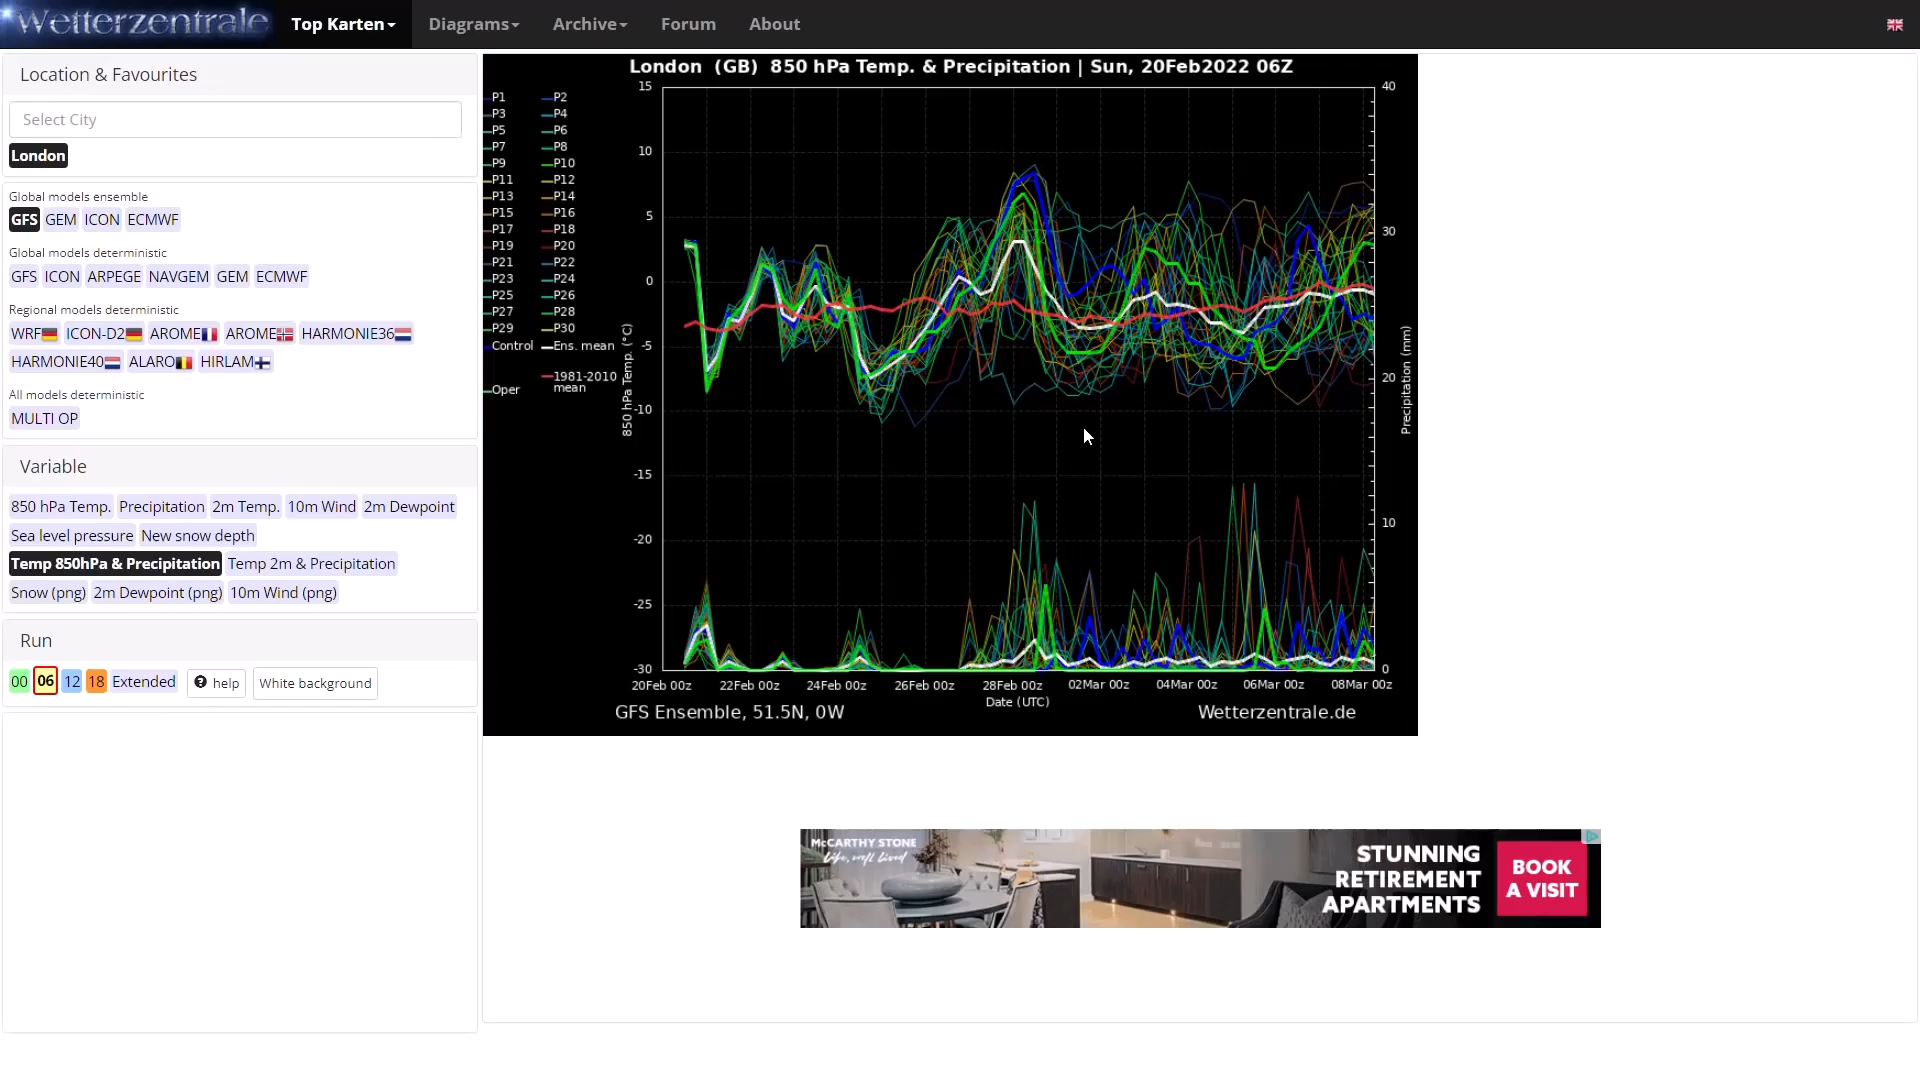 Wetterzentrale
Top Karten Diagrams Archive Forum About
Location & Favourites
Select City
London
Global models ensemble
GFS GEM ICON ECMWF
Global models deterministic
GFS ICON ARPEGE NAVGEM GEM ECMWF
Regional models deterministic
WRF ICON-D2 AROME AROME HARMONIE36
HARMONIE40 ALARO HIRLAM
All models deterministic
MULTI OP
Variable
850 hPa Temp. Precipitation 2m Temp. 10m Wind 2m Dewpoint
Sea level pressure New snow depth
Temp 850hPa & Precipitation Temp 2m & Precipitation
Snow (png) 2m Dewpoint (png) 10m Wind (png)
Run
00 06 12 18 Extended help White background
London (GB) 850 hPa Temp. & Precipitation | Sun, 20Feb2022 06Z
P1 P2
P3 P4
P5 P6
P7 P8
P9 P10
P11 P12
P13 P14
P15 P16
P17 P18
P19 P20
P21 P22
P23 P24
P25 P26
P27 P28
P29 P30
Control Ens. mean
1981-2010
mean
Oper
850 hPa Temp. (°C)
15
10
5
0
-5
-10
-15
-20
-25
-30
40
30
20
10
0
Precipitation (mm)
20Feb 00z 22Feb 00z 24Feb 00z 26Feb 00z 28Feb 00z 02Mar 00z 04Mar 00z 06Mar 00z 08Mar 00z
Date (UTC)
GFS Ensemble, 51.5N, 0W Wetterzentrale.de
McCARTHY STONE
Life, well lived
STUNNING
RETIREMENT
APARTMENTS
BOOK
A VISIT